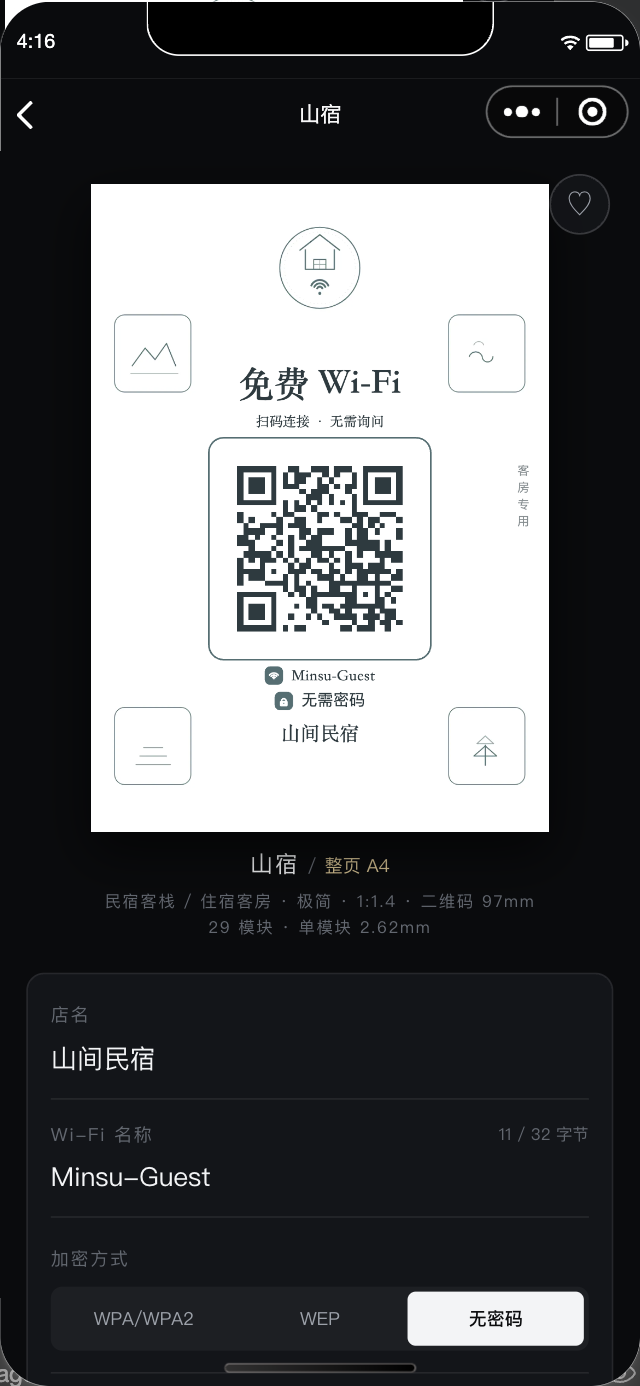 4:16
山宿
免费 Wi-Fi
扫码连接 · 无需询问
客房专用
Minsu-Guest
无需密码
山间民宿
山宿 / 整页 A4
民宿客栈 / 住宿客房 · 极简 · 1:1.4 · 二维码 97mm
29 模块 · 单模块 2.62mm
店名
山间民宿
Wi-Fi 名称 11 / 32 字节
Minsu-Guest
加密方式
WPA/WPA2 WEP 无密码